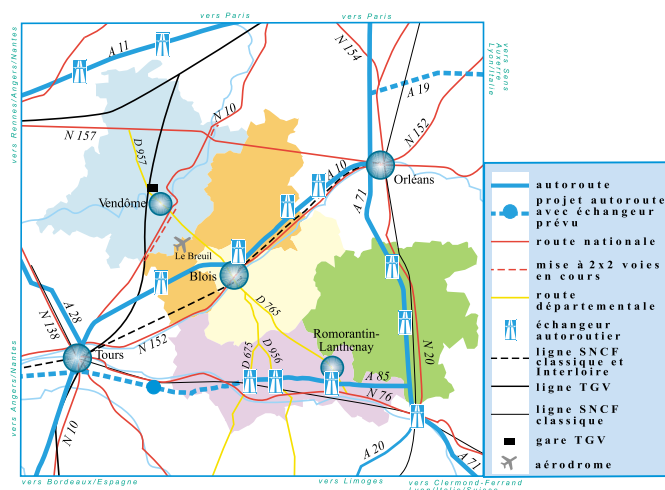 vers Paris
vers Paris
vers Rennes/Angers/Nantes
vers Sens
Auxerre
Lyon/Italie
A 11
N 154
A 19
N 10
N 152
N 157
D 957
A 10
Orléans
Vendôme
A 71
Le Breuil
Blois
D 765
A 28
N 138
N 152
Tours
Romorantin-
Lanthenay
D 675
D 956
N 20
A 85
N 76
vers Angers/Nantes
N 10
A 20
A 71
vers Bordeaux/Espagne
vers Limoges
vers Clermont-Ferrand
Lyon/Italie/Suisse
autoroute
projet autoroute
avec échangeur
prévu
route nationale
mise à 2x2 voies
en cours
route
départementale
échangeur
autoroutier
ligne SNCF
classique et
Interloire
ligne TGV
ligne SNCF
classique
gare TGV
aérodrome